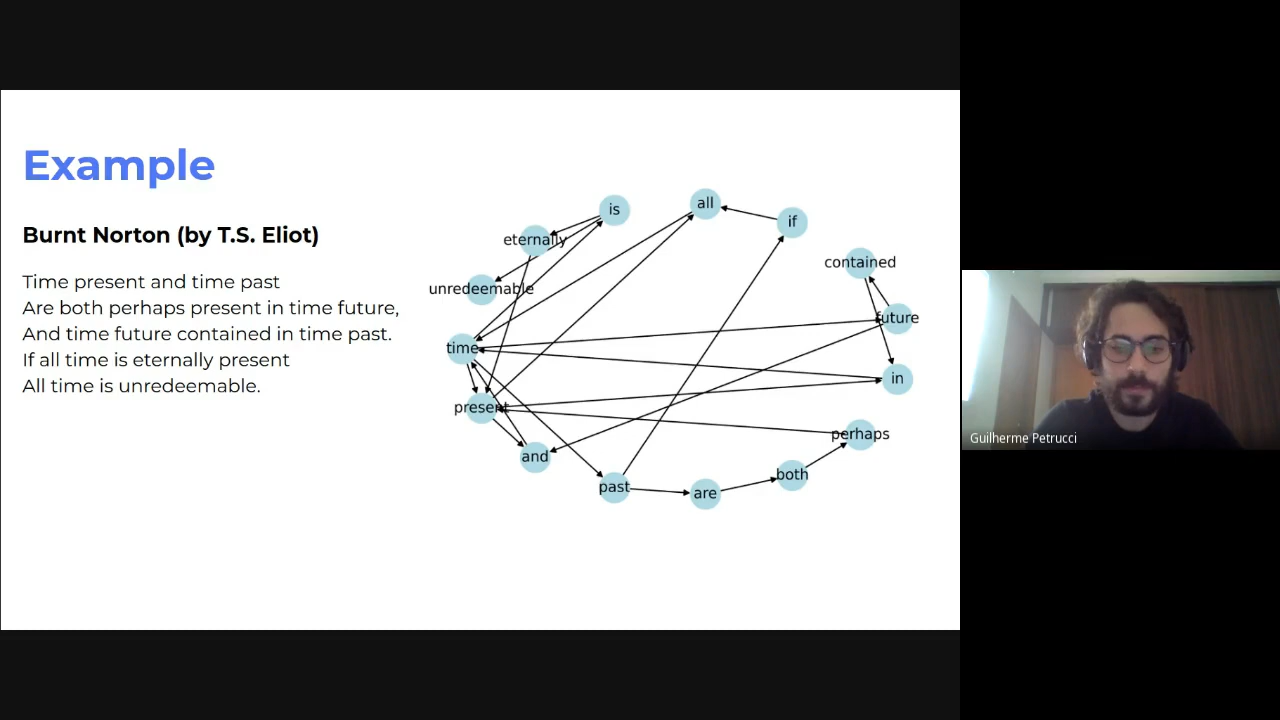 Example
Burnt Norton (by T.S. Eliot)
Time present and time past
Are both perhaps present in time future,
And time future contained in time past.
If all time is eternally present
All time is unredeemable.
is
all
if
eternally
contained
unredeemable
future
time
in
present
perhaps
and
both
past
are
Guilherme Petrucci